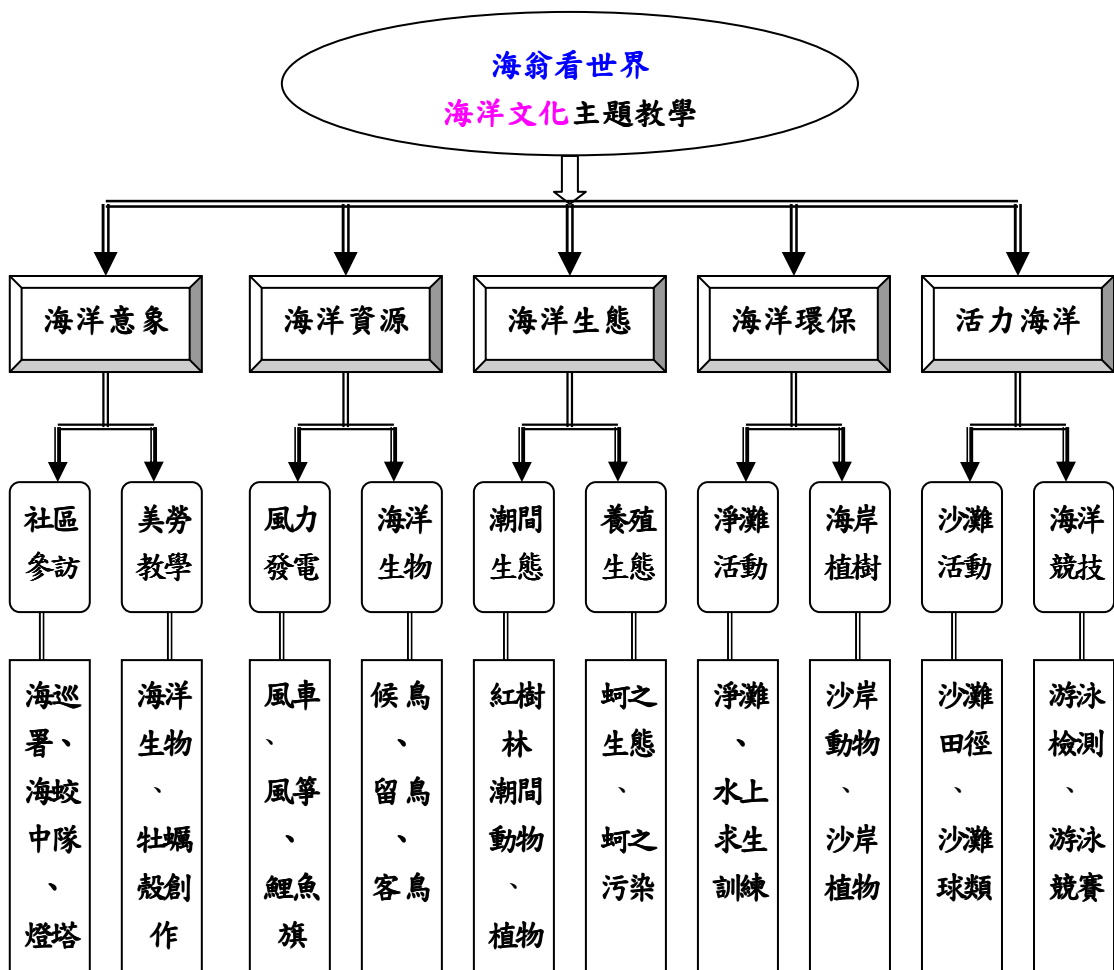 海翁看世界
海洋文化主題教學
海洋意象
海洋資源
海洋生態
海洋環保
活力海洋
社區
參訪
美勞
教學
風力
發電
海洋
生物
潮間
生態
養殖
生態
淨灘
活動
海岸
植樹
沙灘
活動
海洋
競技
海巡
署、
海蛟
中隊
、
燈塔
海洋
生物
、
牡蠣
殼創
作
風車
、
風箏
、
鯉魚
旗
候鳥
、
留鳥
、
客鳥
紅樹
林
潮間
動物
、
植物
蚵之
生態
、
蚵之
污染
淨灘
、
水上
求生
訓練
沙岸
動物
、
沙岸
植物
沙灘
田徑
、
沙灘
球類
游泳
檢測
、
游泳
競賽